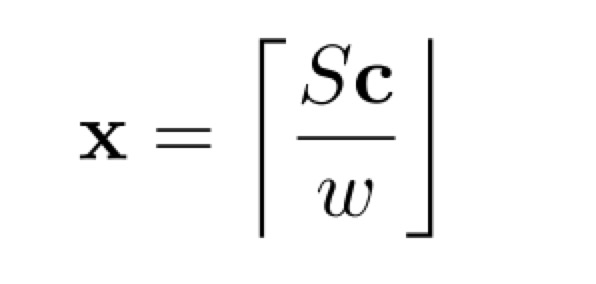 𝐱 = ⌈Sc/w⌋